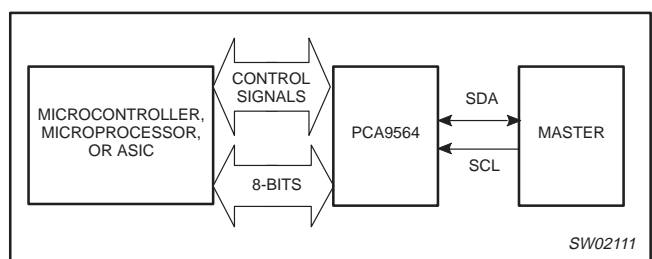 MICROCONTROLLER,
MICROPROCESSOR,
OR ASIC
CONTROL
SIGNALS
8-BITS
PCA9564
SDA
SCL
MASTER
SW02111